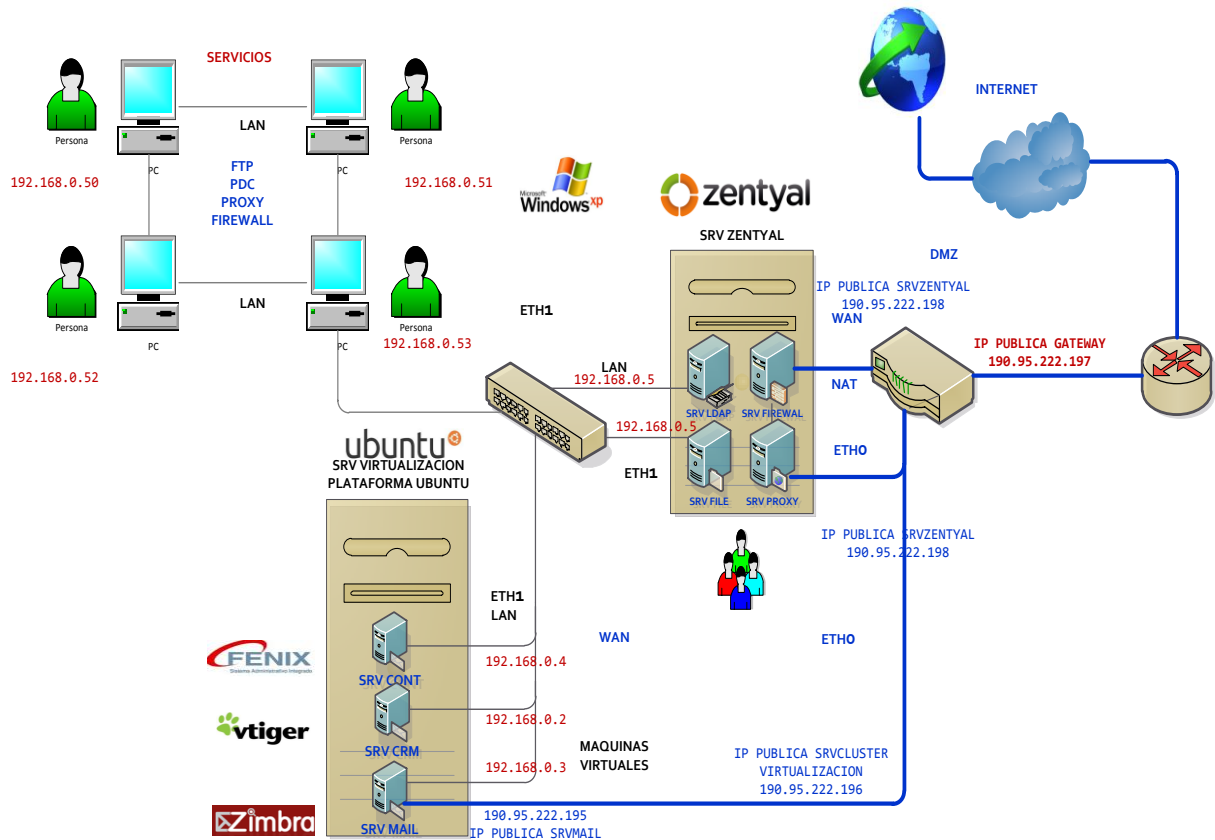 SERVICIOS
INTERNET
Persona
PC
LAN
PC
Persona
192.168.0.50
FTP
PDC
PROXY
FIREWALL
192.168.0.51
Microsoft
Windows xp
zentyal
SRV ZENTYAL
DMZ
IP PUBLICA SRVZENTYAL
190.95.222.198
WAN
LAN
ETH1
Persona
PC
PC
Persona
192.168.0.53
192.168.0.52
IP PUBLICA GATEWAY
190.95.222.197
LAN
192.168.0.5
NAT
SRV LDAP
SRV FIREWAL
192.168.0.5
ubuntu
SRV VIRTUALIZACION
PLATAFORMA UBUNTU
ETH1
ETH0
SRV FILE
SRV PROXY
IP PUBLICA SRVZENTYAL
190.95.222.198
ETH1
LAN
WAN
ETH0
FENIX
Sistema Administrativo Integrado
192.168.0.4
SRV CONT
vtiger
192.168.0.2
SRV CRM
MAQUINAS
VIRTUALES
192.168.0.3
IP PUBLICA SRVCLUSTER
VIRTUALIZACION
190.95.222.196
Zimbra
SRV MAIL
190.95.222.195
IP PUBLICA SRVMAIL